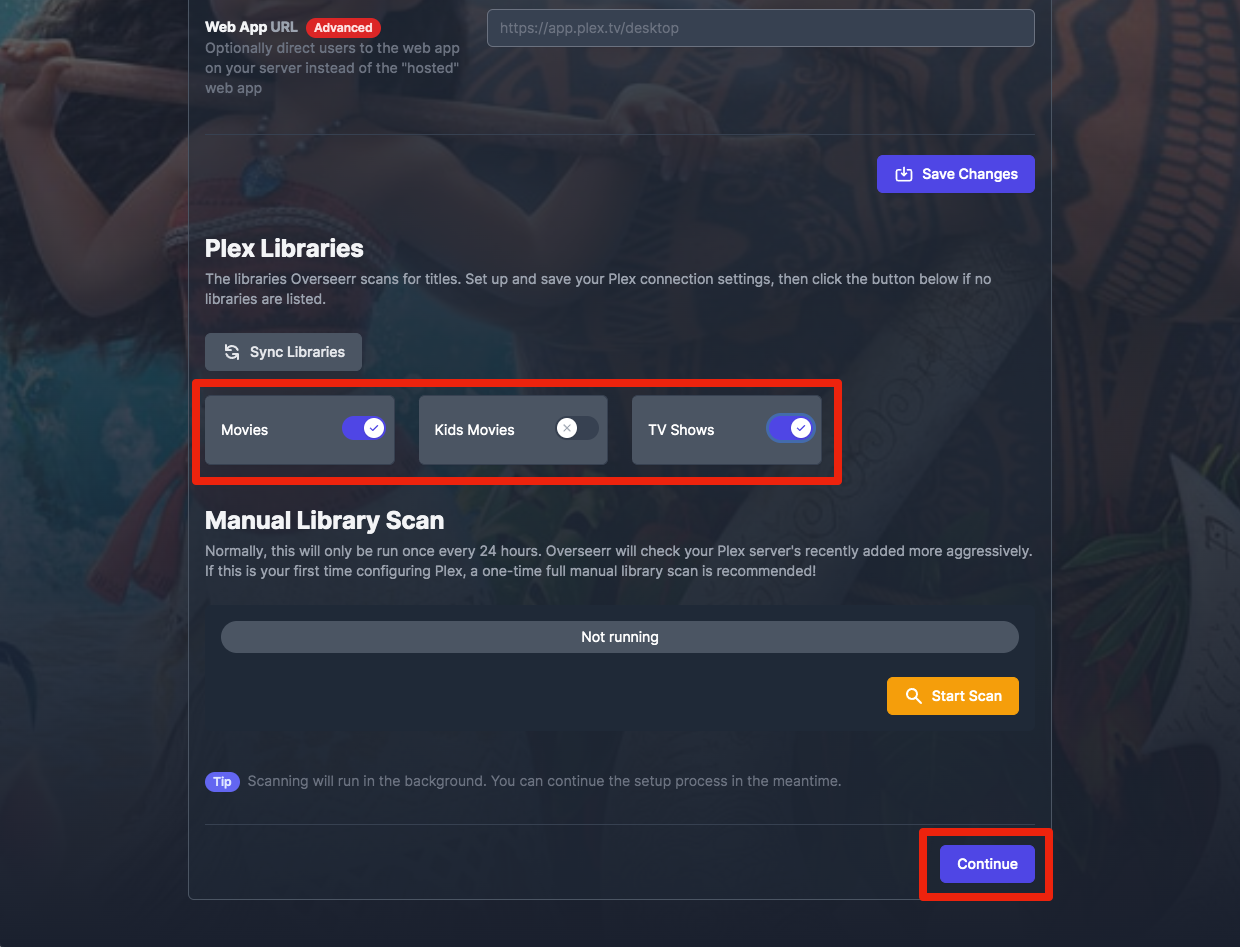 Web App URL Advanced
https://app.plex.tv/desktop
Optionally direct users to the web app
on your server instead of the "hosted"
web app
Save Changes
Plex Libraries
The libraries Overseerr scans for titles. Set up and save your Plex connection settings, then click the button below if no
libraries are listed.
Sync Libraries
Movies
Kids Movies
TV Shows
Manual Library Scan
Normally, this will only be run once every 24 hours. Overseerr will check your Plex server's recently added more aggressively.
If this is your first time configuring Plex, a one-time full manual library scan is recommended!
Not running
Start Scan
Tip Scanning will run in the background. You can continue the setup process in the meantime.
Continue